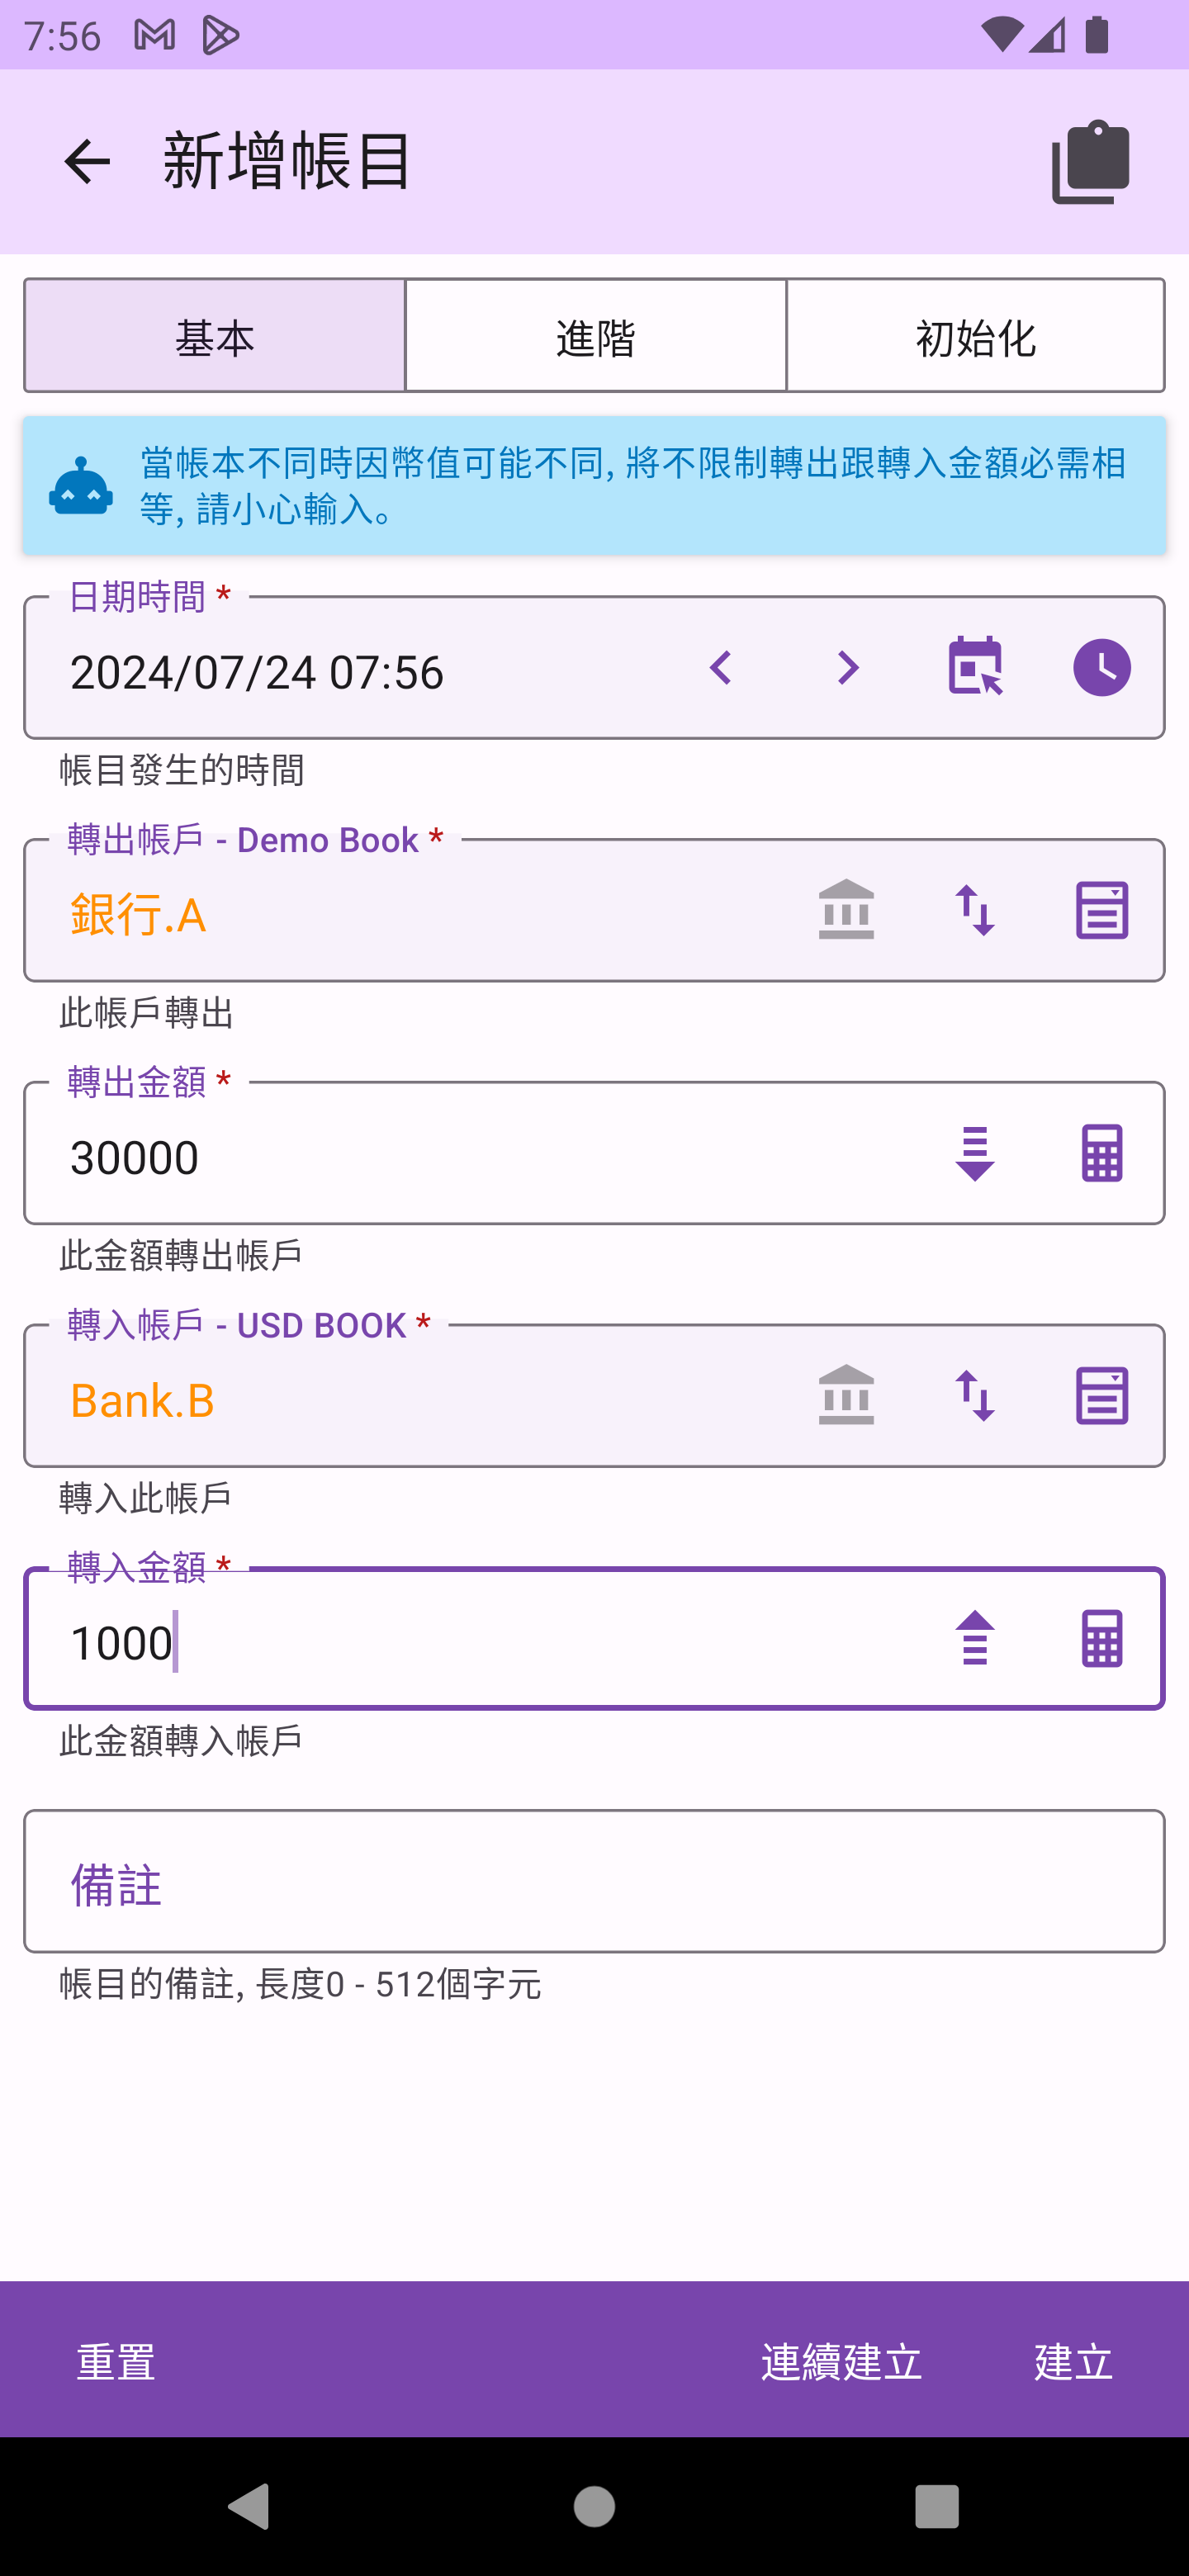 7:56
新增帳目
基本 進階 初始化
當帳本不同時因幣值可能不同, 將不限制轉出跟轉入金額必需相
等, 請小心輸入。
日期時間 *
2024/07/24 07:56
帳目發生的時間
轉出帳戶 - Demo Book *
銀行.A
此帳戶轉出
轉出金額 *
30000
此金額轉出帳戶
轉入帳戶 - USD BOOK *
Bank.B
轉入此帳戶
轉入金額 *
1000
此金額轉入帳戶
備註
帳目的備註, 長度0 - 512個字元
重置 連續建立 建立